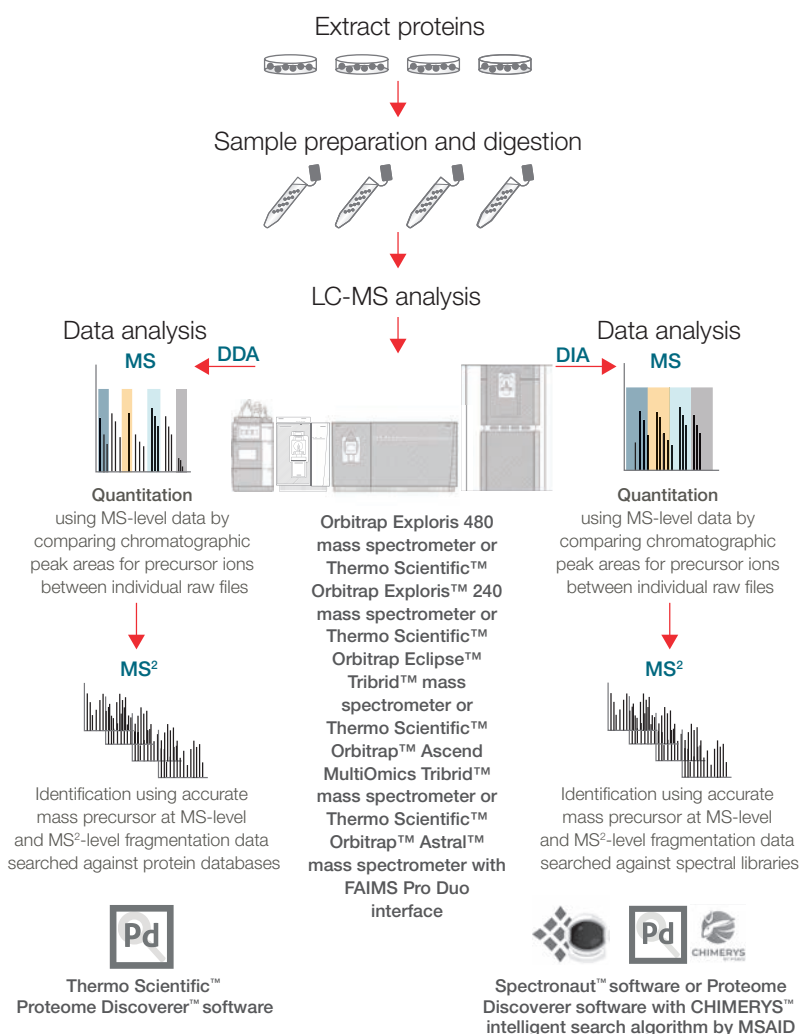 Extract proteins
Sample preparation and digestion
LC-MS analysis
Data analysis
DDA
MS
Quantitation
using MS-level data by
comparing chromatographic
peak areas for precursor ions
between individual raw files
MS²
Identification using accurate
mass precursor at MS-level
and MS²-level fragmentation data
searched against protein databases
Pd
Thermo Scientific™
Proteome Discoverer™ software
Orbitrap Exploris 480
mass spectrometer or
Thermo Scientific™
Orbitrap Exploris™ 240
mass spectrometer or
Thermo Scientific™
Orbitrap Eclipse™
Tribrid™ mass
spectrometer or
Thermo Scientific™
Orbitrap™ Ascend
MultiOmics Tribrid™
mass spectrometer or
Thermo Scientific™
Orbitrap™ Astral™
mass spectrometer with
FAIMS Pro Duo
interface
Data analysis
DIA
MS
Quantitation
using MS-level data by
comparing chromatographic
peak areas for precursor ions
between individual raw files
MS²
Identification using accurate
mass precursor at MS-level
and MS²-level fragmentation data
searched against spectral libraries
Pd
CHIMERYS
Spectronaut™ software or Proteome
Discoverer software with CHIMERYS™
intelligent search algorithm by MSAID